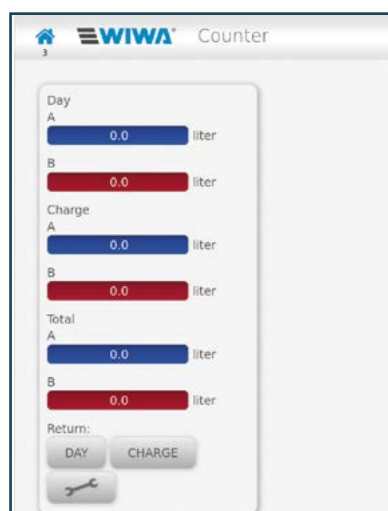 WIWA Counter
3
Day
A
0.0 liter
B
0.0 liter
Charge
A
0.0 liter
B
0.0 liter
Total
A
0.0 liter
B
0.0 liter
Return:
DAY CHARGE